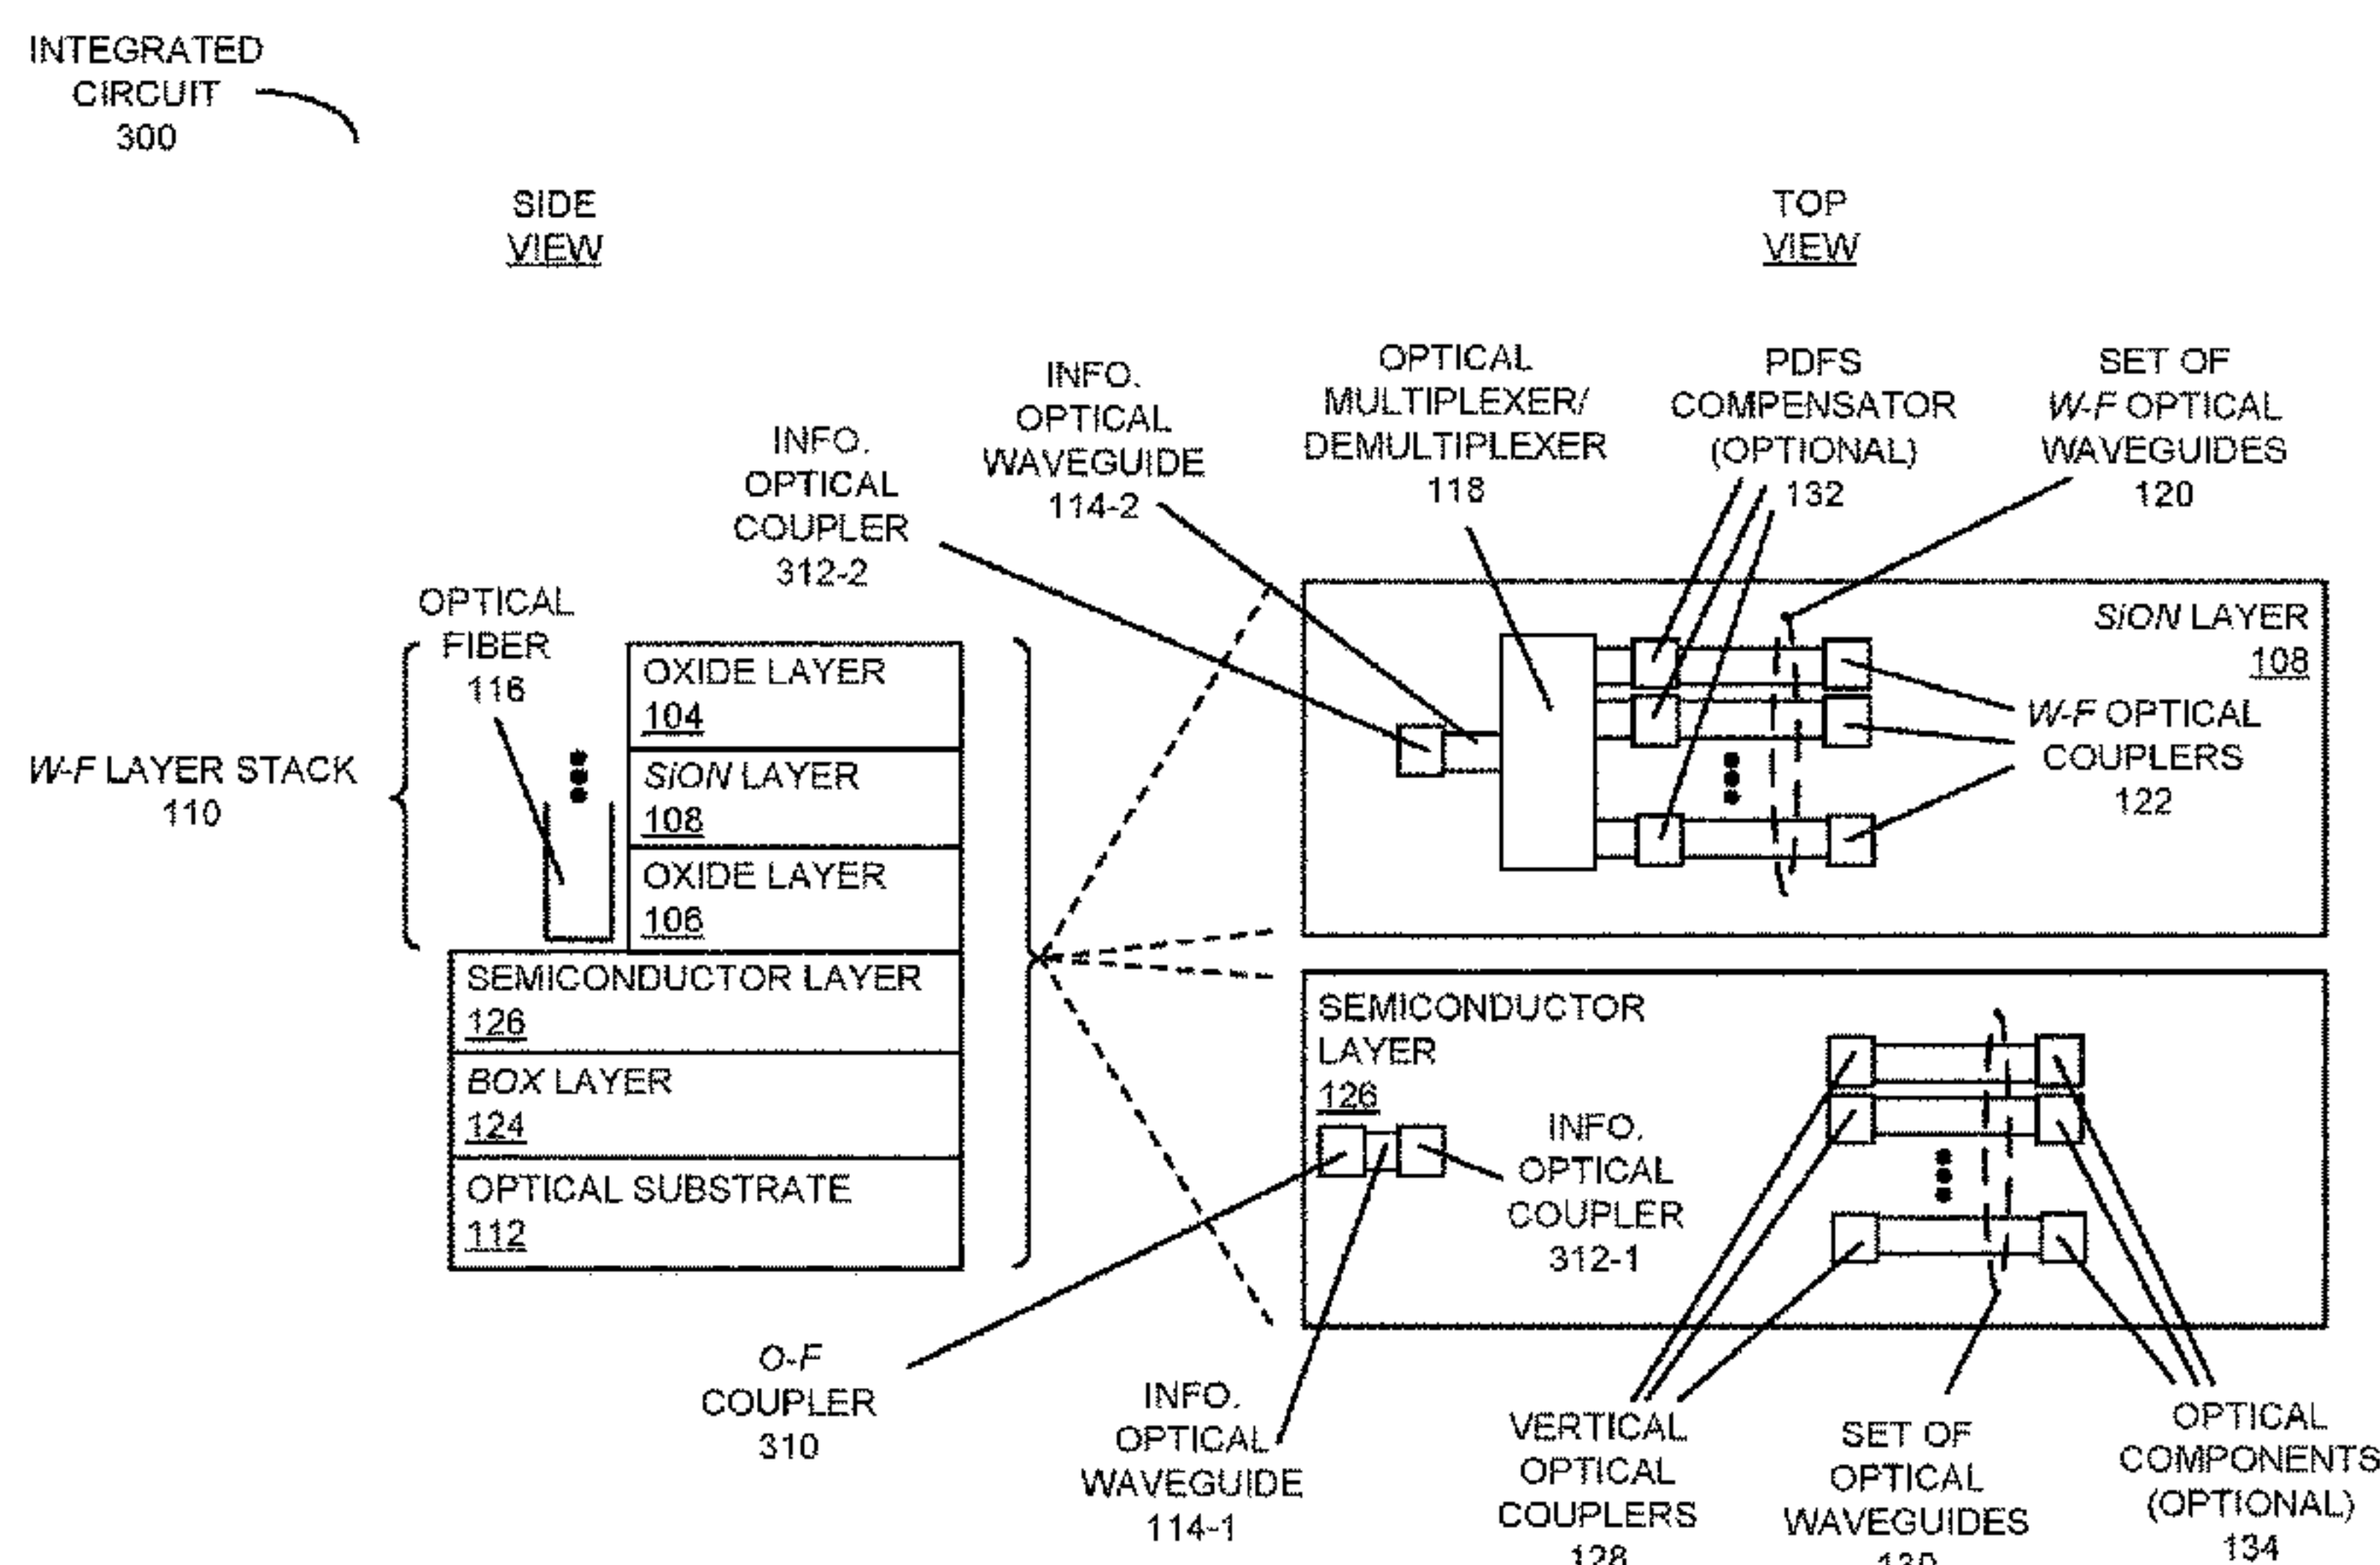 INTEGRATED
CIRCUIT
300
SIDE
VIEW
TOP
VIEW
INFO.
OPTICAL
COUPLER
312-2
INFO.
OPTICAL
WAVEGUIDE
114-2
OPTICAL
MULTIPLEXER/
DEMULTIPLEXER
118
PDFS
COMPENSATOR
(OPTIONAL)
132
SET OF
W-F OPTICAL
WAVEGUIDES
120
OPTICAL
FIBER
116
W-F LAYER STACK
110
OXIDE LAYER
104
SiON LAYER
108
OXIDE LAYER
106
SEMICONDUCTOR LAYER
126
BOX LAYER
124
OPTICAL SUBSTRATE
112
SiON LAYER
108
W-F OPTICAL
COUPLERS
122
SEMICONDUCTOR
LAYER
126
INFO.
OPTICAL
COUPLER
312-1
O-F
COUPLER
310
INFO.
OPTICAL
WAVEGUIDE
114-1
VERTICAL
OPTICAL
COUPLERS
128
SET OF
OPTICAL
WAVEGUIDES
130
OPTICAL
COMPONENTS
(OPTIONAL)
134